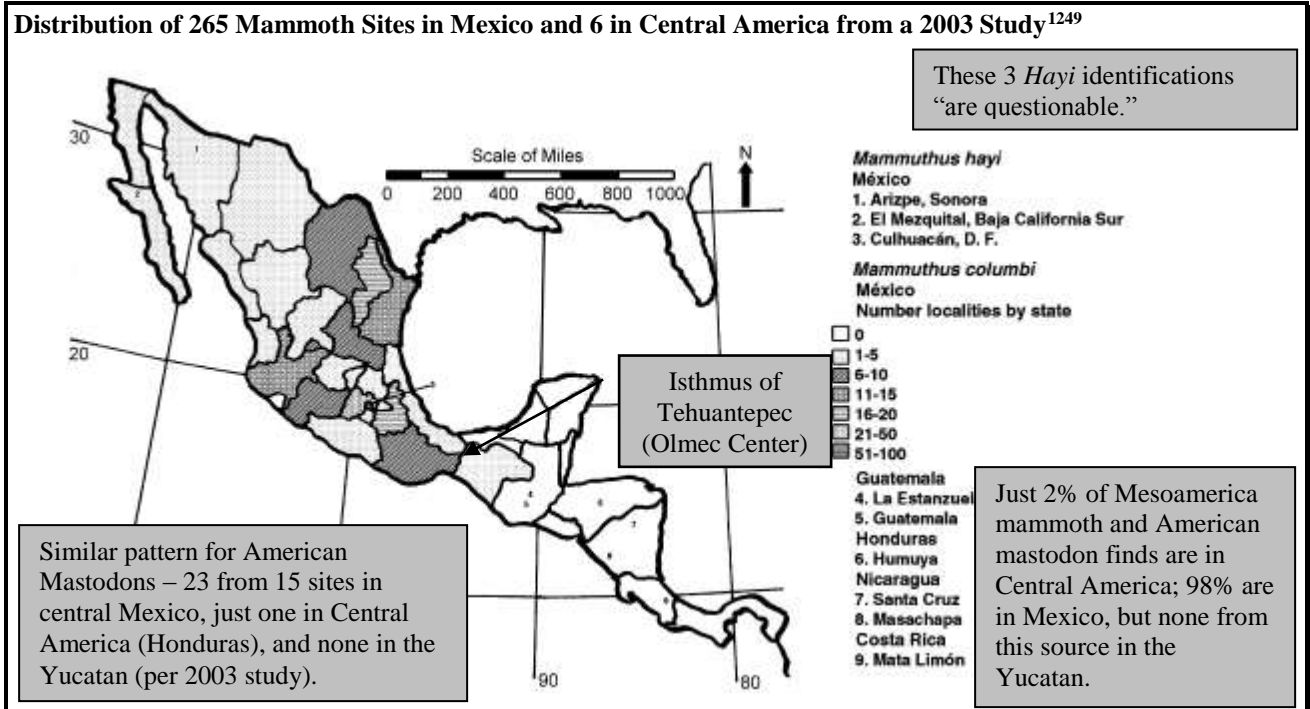 Distribution of 265 Mammoth Sites in Mexico and 6 in Central America from a 2003 Study1249
These 3 Hayi identifications
“are questionable.”
30
20
90
80
Scale of Miles
0 200 400 600 800 1000
N
Mammuthus hayi
México
1. Arizpe, Sonora
2. El Mezquital, Baja California Sur
3. Culhuacán, D. F.
Mammuthus columbi
México
Number localities by state
0
1-5
6-10
11-15
16-20
21-50
51-100
Guatemala
4. La Estanzuel
5. Guatemala
Honduras
6. Humuya
Nicaragua
7. Santa Cruz
8. Masachapa
Costa Rica
9. Mata Limón
Isthmus of
Tehuantepec
(Olmec Center)
Similar pattern for American
Mastodons – 23 from 15 sites in
central Mexico, just one in Central
America (Honduras), and none in the
Yucatan (per 2003 study).
Just 2% of Mesoamerica
mammoth and American
mastodon finds are in
Central America; 98% are
in Mexico, but none from
this source in the
Yucatan.